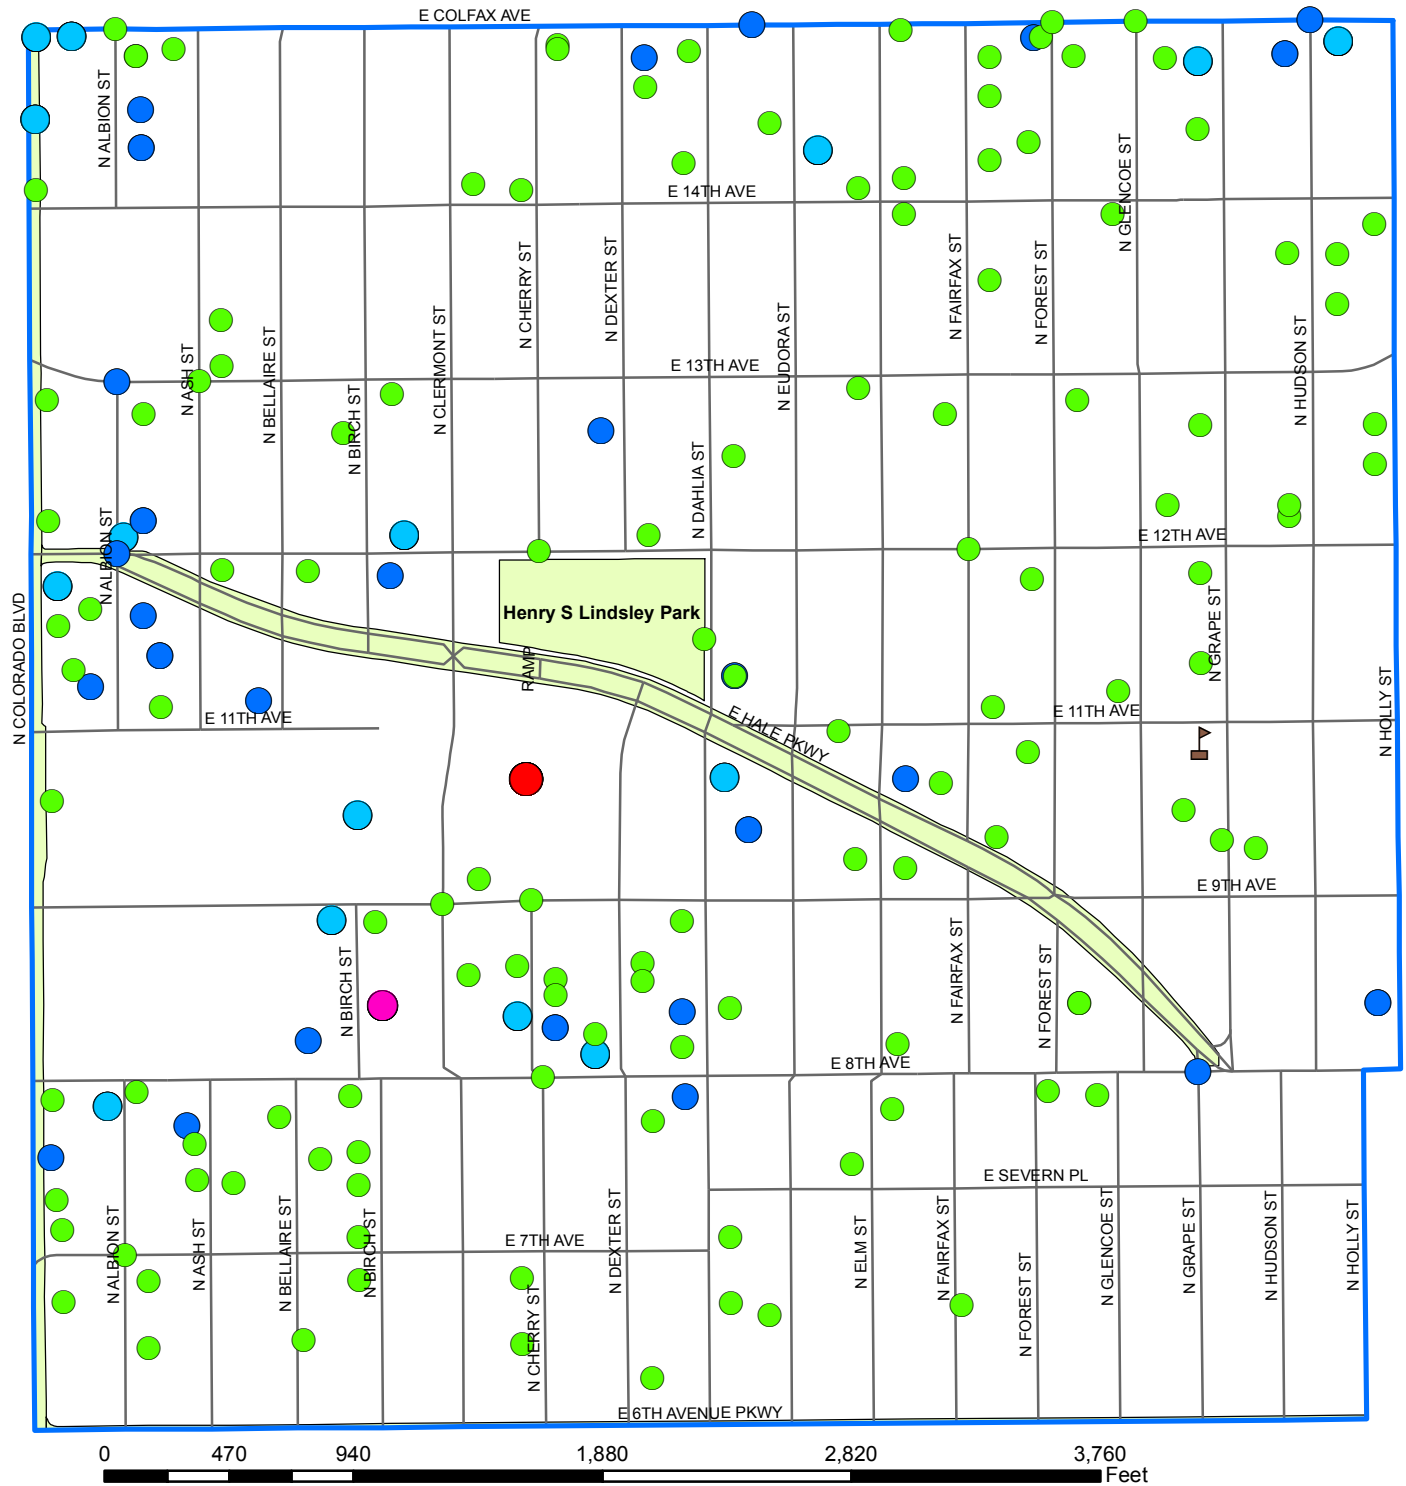 E COLFAX AVE
N ALBION ST
N GLENCOE ST
E 14TH AVE
N CHERRY ST
N DEXTER ST
N FAIRFAX ST
N FOREST ST
N ASH ST
N BELLAIRE ST
N BIRCH ST
N CLERMONT ST
E 13TH AVE
N EUDORA ST
N HUDSON ST
N DAHLIA ST
N ALBION ST
E 12TH AVE
Henry S Lindsley Park
N COLORADO BLVD
RAMP
N GRAPE ST
N HOLLY ST
E 11TH AVE
E HALE PKWY
E 11TH AVE
E 9TH AVE
N BIRCH ST
N FAIRFAX ST
N FOREST ST
E 8TH AVE
E SEVERN PL
N ALBION ST
N ASH ST
N BELLAIRE ST
N BIRCH ST
E 7TH AVE
N CHERRY ST
N DEXTER ST
N ELM ST
N FAIRFAX ST
N FOREST ST
N GLENCOE ST
N GRAPE ST
N HUDSON ST
N HOLLY ST
E 6TH AVENUE PKWY
0 470 940 1,880 2,820 3,760
Feet